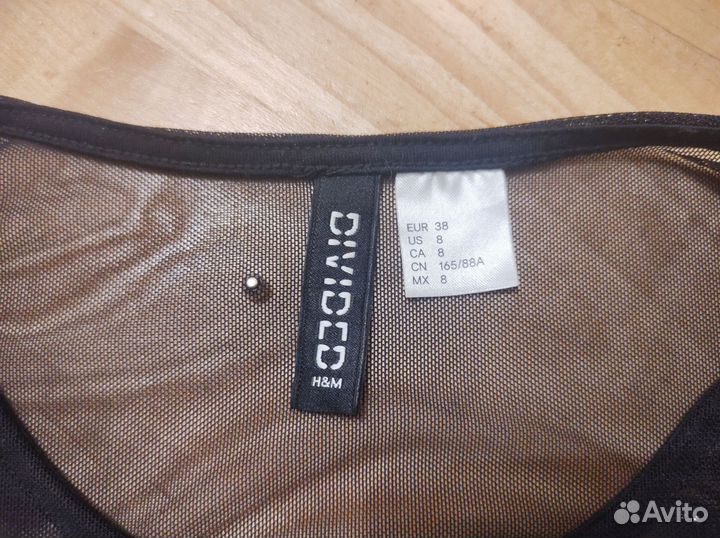 DIVIDED
H&M
EUR 38
US 8
CA 8
CN 165/88A
MX 8
Avito